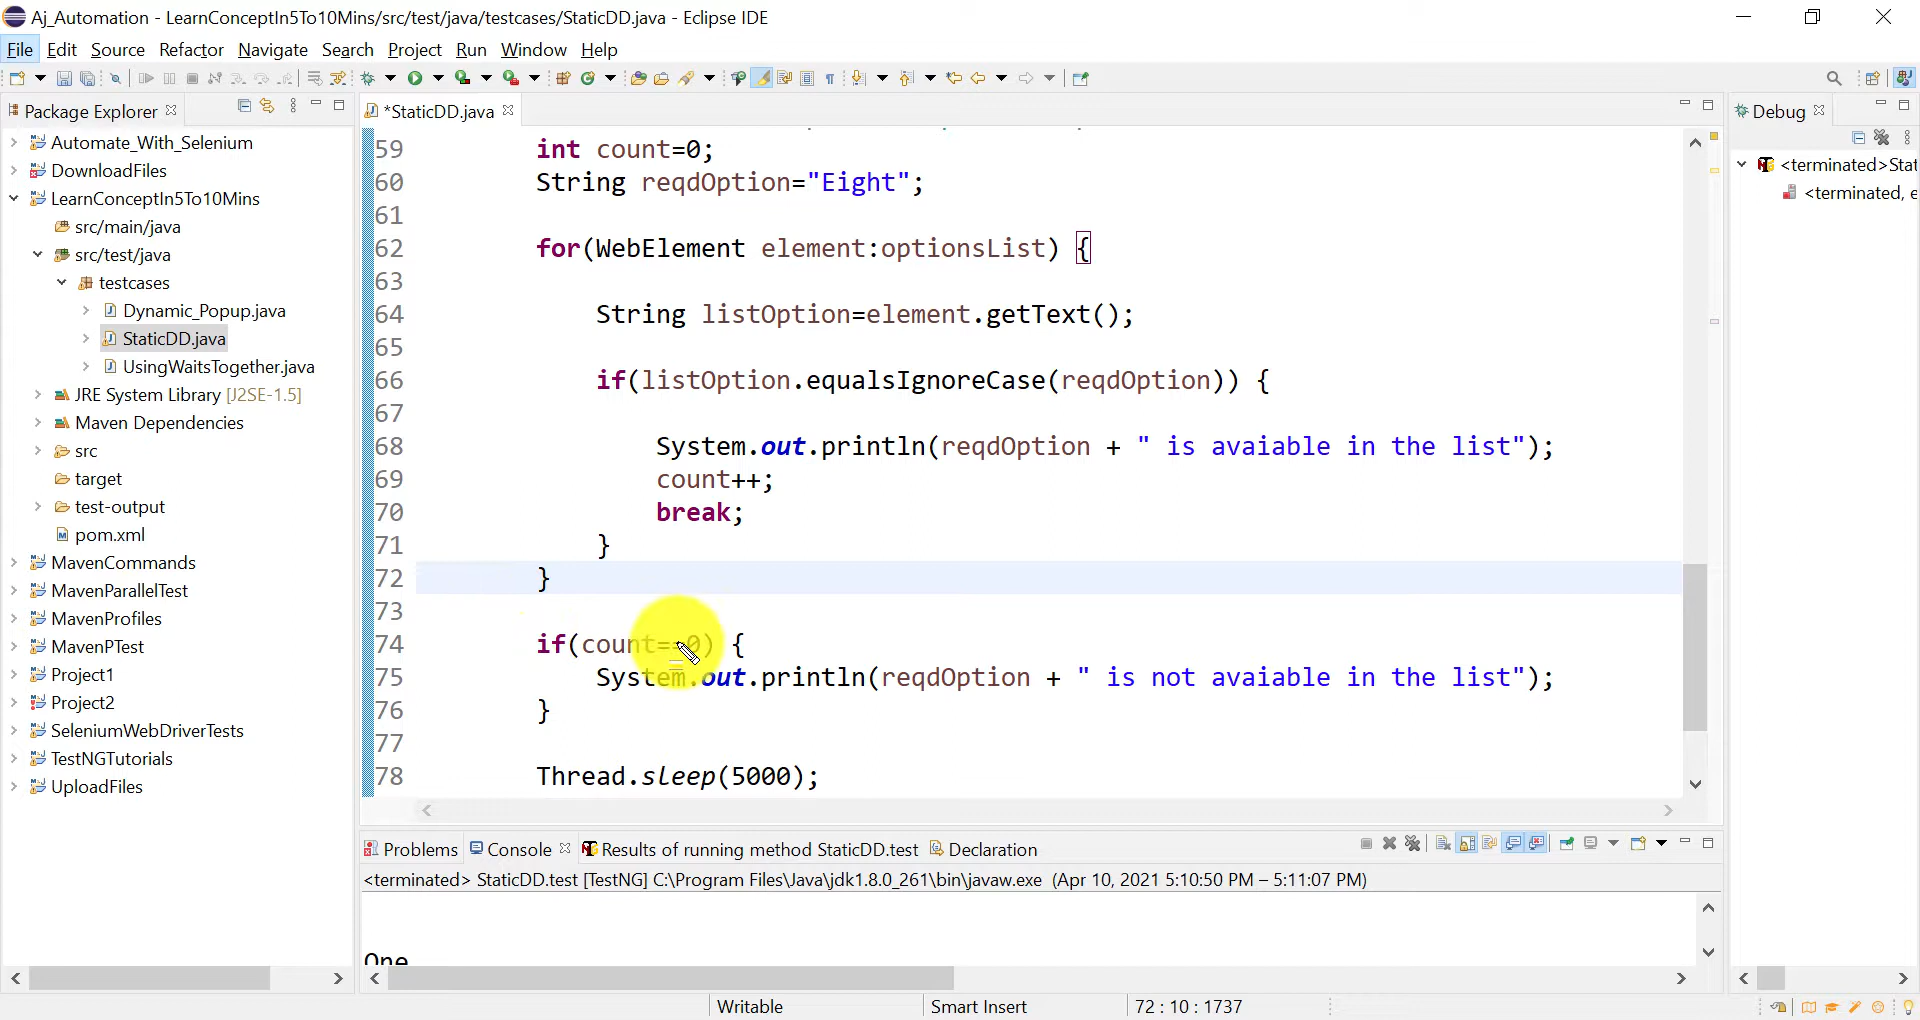 Aj_Automation - LearnConceptIn5To10Mins/src/test/java/testcases/StaticDD.java - Eclipse IDE
File Edit Source Refactor Navigate Search Project Run Window Help
Package Explorer
Automate_With_Selenium
DownloadFiles
LearnConceptIn5To10Mins
src/main/java
src/test/java
testcases
Dynamic_Popup.java
StaticDD.java
UsingWaitsTogether.java
JRE System Library [J2SE-1.5]
Maven Dependencies
src
target
test-output
pom.xml
MavenCommands
MavenParallelTest
MavenProfiles
MavenPTest
Project1
Project2
SeleniumWebDriverTests
TestNGTutorials
UploadFiles
*StaticDD.java
59 int count=0;
60 String reqdOption="Eight";
61
62 for(WebElement element:optionsList) {
63
64 String listOption=element.getText();
65
66 if(listOption.equalsIgnoreCase(reqdOption)) {
67
68 System.out.println(reqdOption + " is avaiable in the list");
69 count++;
70 break;
71 }
72 }
73
74 if(count==0) {
75 System.out.println(reqdOption + " is not avaiable in the list");
76 }
77
78 Thread.sleep(5000);
Debug
<terminated>Stat
<terminated, e
Problems Console Results of running method StaticDD.test Declaration
<terminated> StaticDD.test [TestNG] C:\Program Files\Java\jdk1.8.0_261\bin\javaw.exe (Apr 10, 2021 5:10:50 PM – 5:11:07 PM)
One
Writable Smart Insert 72 : 10 : 1737